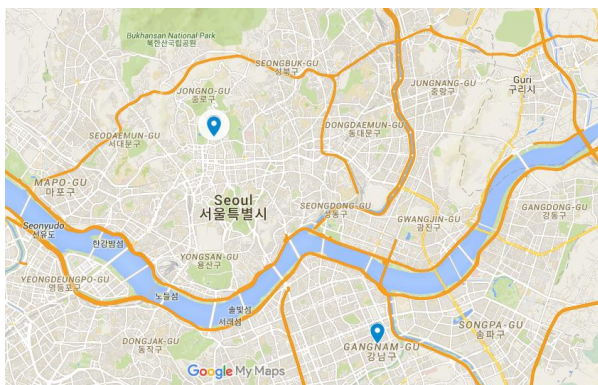 Bukhansan National Park
북한산국립공원
SEONGBUK-GU
성북구
JUNGNANG-GU
중랑구
Guri
구리시
JONGNO-GU
종로구
DONGDAEMUN-GU
동대문구
SEODAEMUN-GU
서대문구
MAPO-GU
마포구
Seoul
서울특별시
SEONGDONG-GU
성동구
GWANGJIN-GU
광진구
GANGDONG-GU
강동구
Seonyudo
선유도
한강밤섬
YONGSAN-GU
용산구
YEONGDEUNGPO-GU
영등포구
노들섬
솔빛섬
서래섬
DONGJAK-GU
동작구
SONGPA-GU
송파구
GANGNAM-GU
강남구
Google My Maps